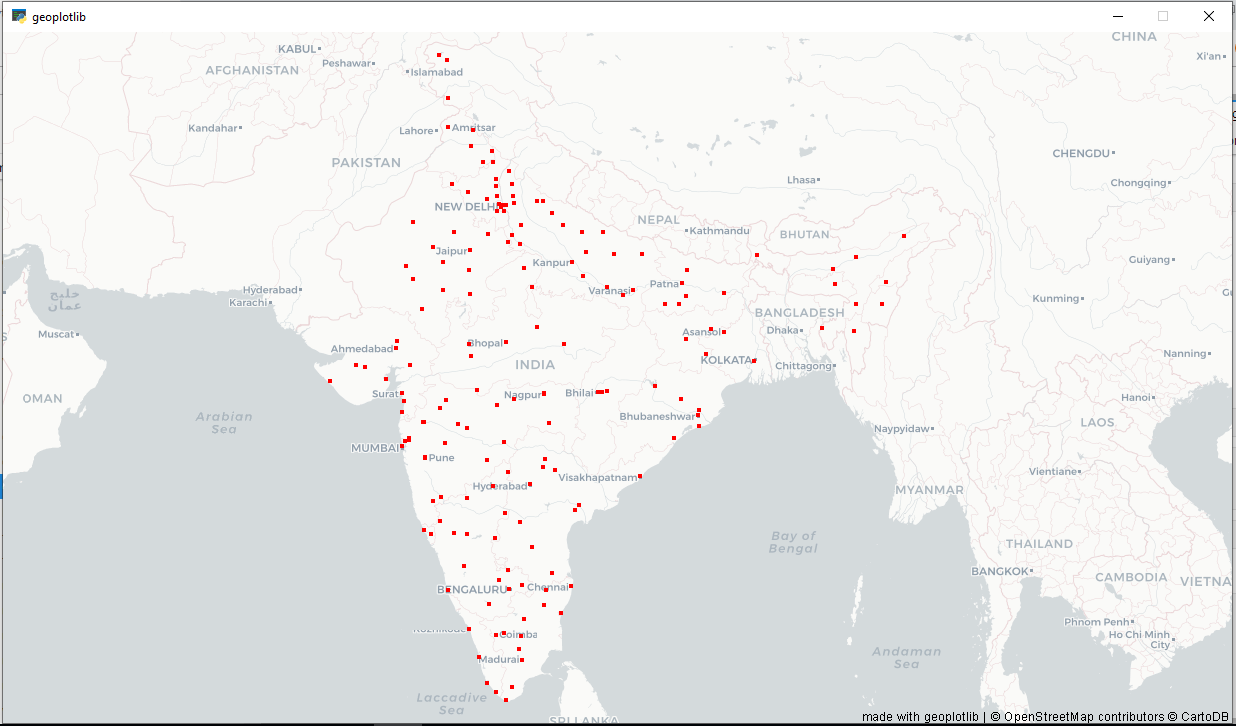 geoplotlib
CHINA
KABUL
Xi'an
Peshawar
AFGHANISTAN
Islamabad
Kandahar
Lahore
Amritsar
PAKISTAN
CHENGDU
Lhasa
Chongqing
NEW DELHI
NEPAL
Kathmandu
BHUTAN
Jaipur
Kanpur
Guiyang
Patna
Hyderabad
Varanasi
خليج
عمان
Karachi
Kunming
BANGLADESH
Muscat
Asansol
Dhaka
Ahmedabad
Bhopal
Nanning
INDIA
KOLKATA
Chittagong
Surat
Nagpur
Bhilai
OMAN
Hanoi
Arabian
Sea
Bhubaneshwar
LAOS
Naypyidaw
MUMBAI
Pune
Vientiane
Visakhapatnam
Hyderabad
MYANMAR
Bay of
Bengal
THAILAND
BANGKOK
CAMBODIA
VIETNA
BENGALURU
Chennai
Phnom Penh
Kozhikode
Coimba
Ho Chi Minh
City
Madurai
Andaman
Sea
Laccadive
Sea
SRI LANKA
made with geoplotlib | © OpenStreetMap contributors © CartoDB